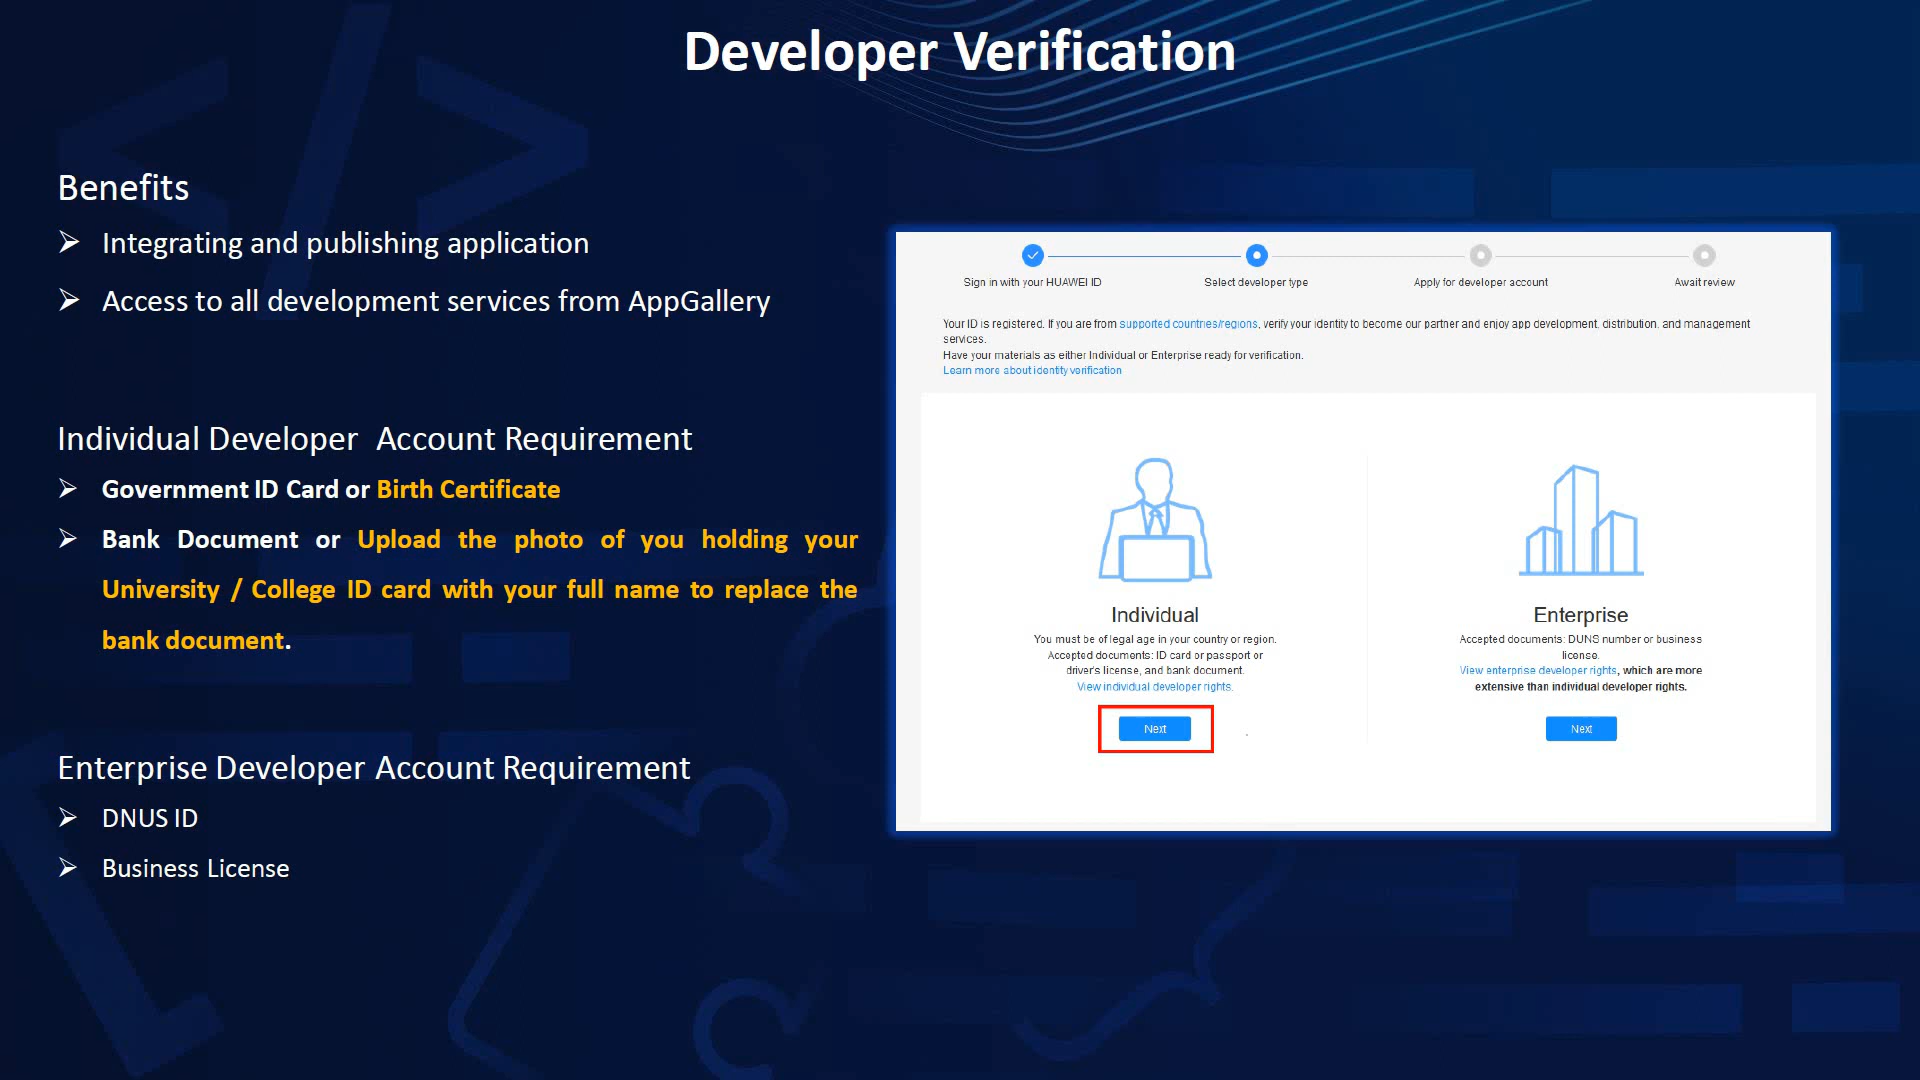 Developer Verification
Benefits
Integrating and publishing application
Access to all development services from AppGallery
Individual Developer Account Requirement
Government ID Card or Birth Certificate
Bank Document or Upload the photo of you holding your
University / College ID card with your full name to replace the
bank document.
Enterprise Developer Account Requirement
DNUS ID
Business License
Sign in with your HUAWEI ID
Select developer type
Apply for developer account
Await review
Your ID is registered. If you are from supported countries/regions, verify your identity to become our partner and enjoy app development, distribution, and management
services.
Have your materials as either Individual or Enterprise ready for verification.
Learn more about identity verification
Individual
You must be of legal age in your country or region.
Accepted documents: ID card or passport or
driver's license, and bank document.
View individual developer rights.
Next
Enterprise
Accepted documents: DUNS number or business
license.
View enterprise developer rights, which are more
extensive than individual developer rights.
Next